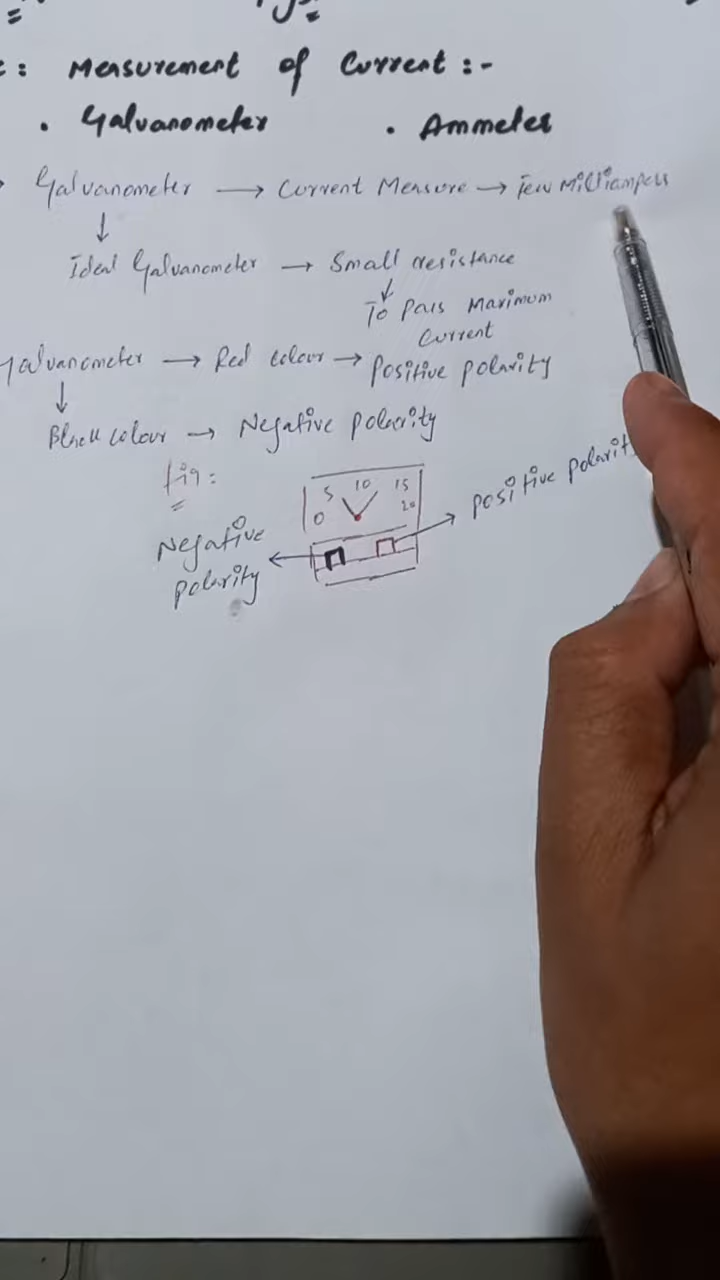 : Measurement of Current :-
. Galvanometer . Ammeter
Galvanometer → Current Measure → Few Milliampers
↓
Ideal Galvanometer → Small resistance
↓
To Pass Maximum
Current
Galvanometer → Red colour → Positive polarity
↓
Black colour → Negative polarity
fig:
0 5 10 15 20
Positive polarit
Negative
polarity